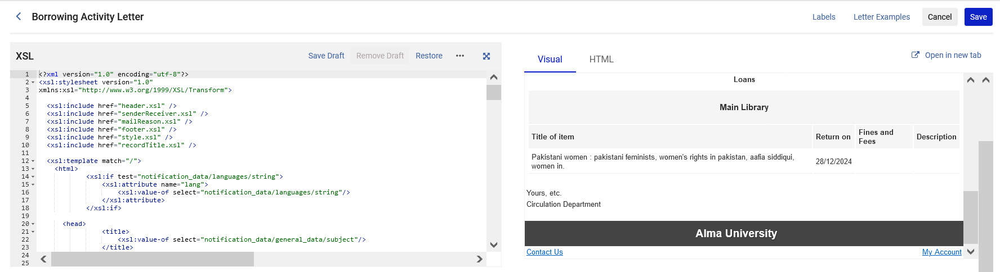 Borrowing Activity Letter
Labels
Letter Examples
Cancel
Save
XSL
Save Draft
Remove Draft
Restore
•••
1 <?xml version="1.0" encoding="utf-8"?>
2 <xsl:stylesheet version="1.0"
3 xmlns:xsl="http://www.w3.org/1999/XSL/Transform">
4
5 <xsl:include href="header.xsl" />
6 <xsl:include href="senderReceiver.xsl" />
7 <xsl:include href="mailReason.xsl" />
8 <xsl:include href="footer.xsl" />
9 <xsl:include href="style.xsl" />
10 <xsl:include href="recordTitle.xsl" />
11
12 <xsl:template match="/">
13 <html>
14 <xsl:if test="notification_data/languages/string">
15 <xsl:attribute name="lang">
16 <xsl:value-of select="notification_data/languages/string"/>
17 </xsl:attribute>
18 </xsl:if>
19
20 <head>
21 <title>
22 <xsl:value-of select="notification_data/general_data/subject"/>
23 </title>
24
25
Visual
HTML
Open in new tab
Loans
Main Library
Title of item
Return on
Fines and
Fees
Description
Pakistani women : pakistani feminists, women's rights in pakistan, aafia siddiqui,
women in.
28/12/2024
Yours, etc.
Circulation Department
Alma University
Contact Us
My Account